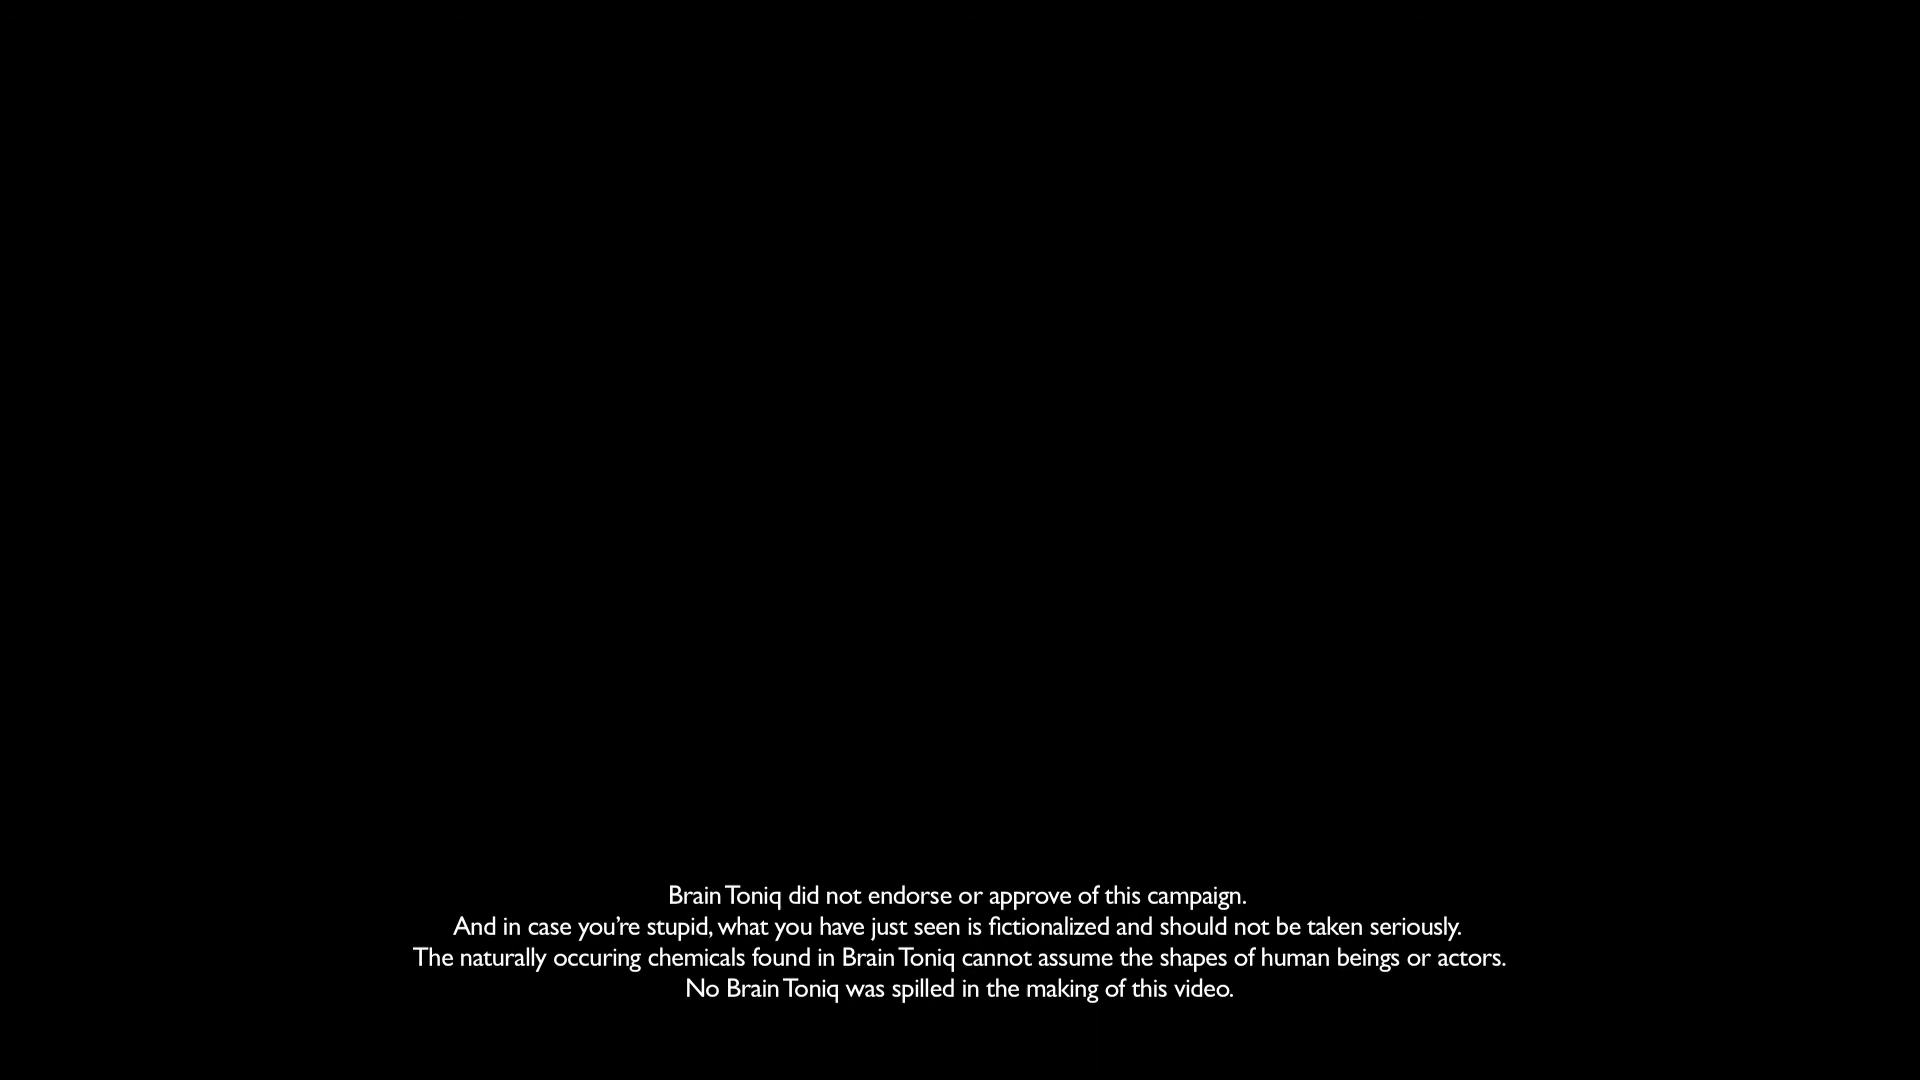 Brain Toniq did not endorse or approve of this campaign.
And in case you’re stupid, what you have just seen is fictionalized and should not be taken seriously.
The naturally occuring chemicals found in Brain Toniq cannot assume the shapes of human beings or actors.
No Brain Toniq was spilled in the making of this video.